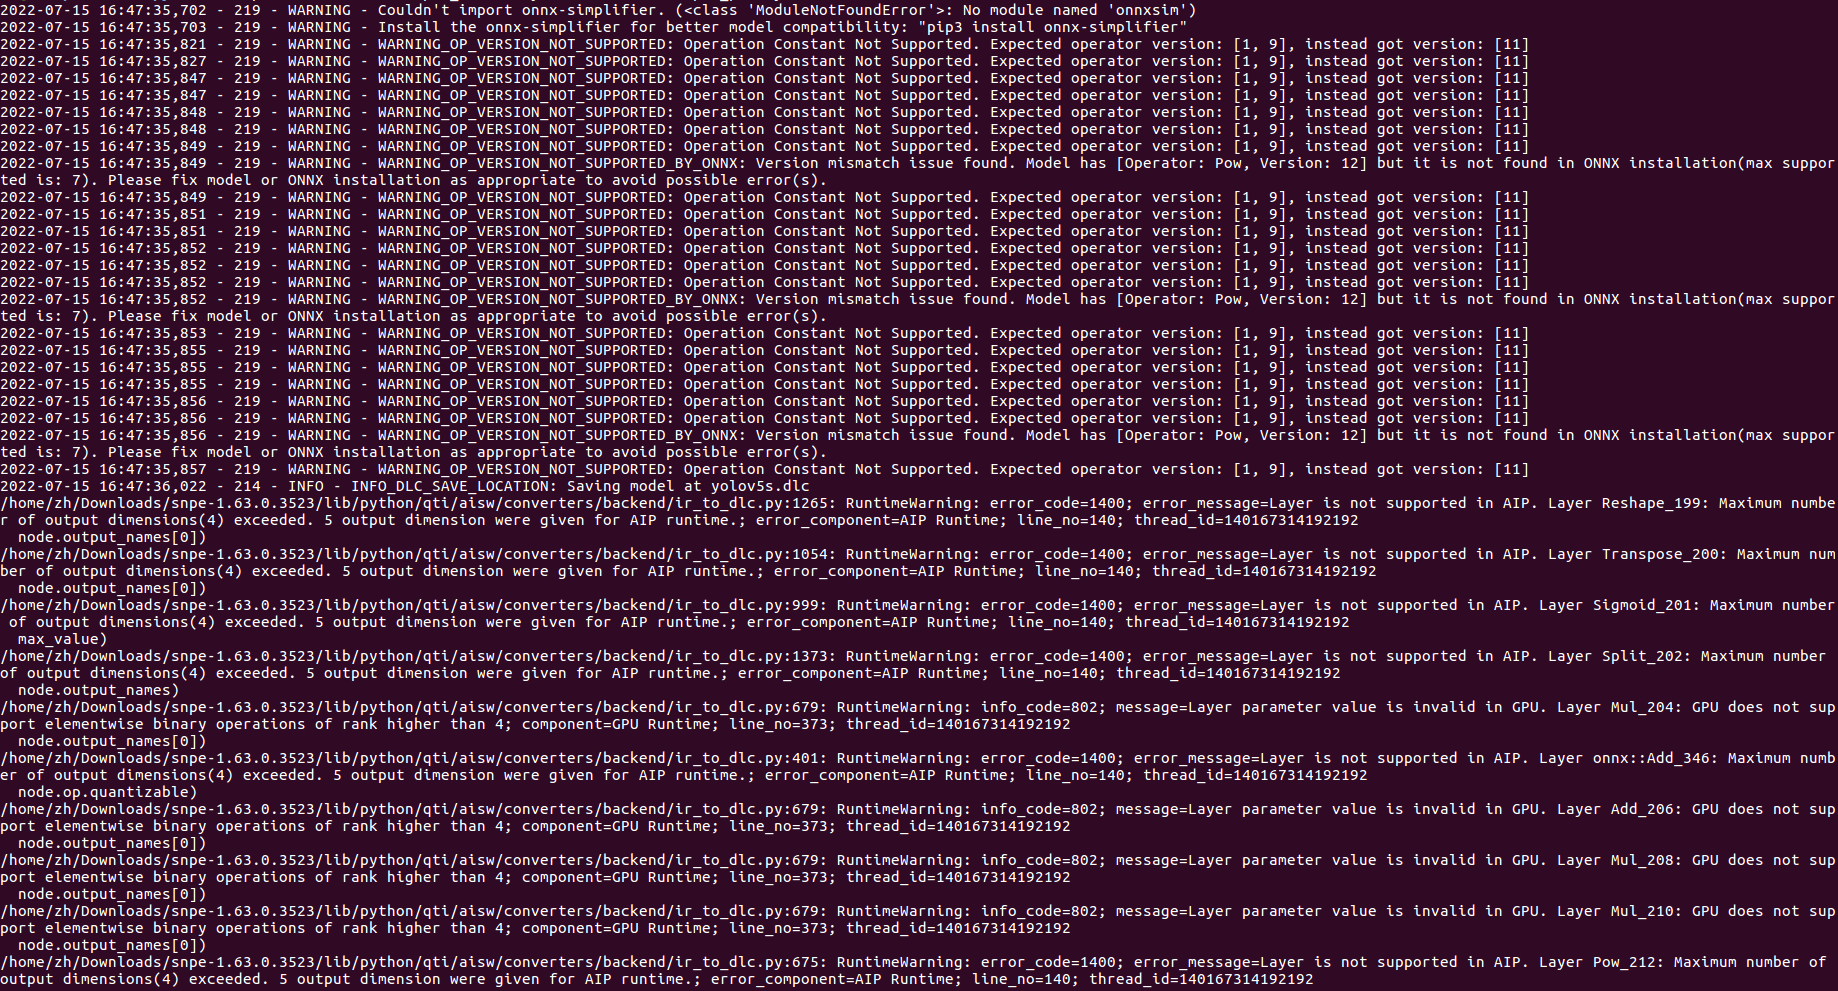 2022-07-15 16:47:35,702 - 219 - WARNING - Couldn't import onnx-simplifier. (<class 'ModuleNotFoundError'>: No module named 'onnxsim')
2022-07-15 16:47:35,703 - 219 - WARNING - Install the onnx-simplifier for better model compatibility: "pip3 install onnx-simplifier"
2022-07-15 16:47:35,821 - 219 - WARNING - WARNING_OP_VERSION_NOT_SUPPORTED: Operation Constant Not Supported. Expected operator version: [1, 9], instead got version: [11]
2022-07-15 16:47:35,827 - 219 - WARNING - WARNING_OP_VERSION_NOT_SUPPORTED: Operation Constant Not Supported. Expected operator version: [1, 9], instead got version: [11]
2022-07-15 16:47:35,847 - 219 - WARNING - WARNING_OP_VERSION_NOT_SUPPORTED: Operation Constant Not Supported. Expected operator version: [1, 9], instead got version: [11]
2022-07-15 16:47:35,847 - 219 - WARNING - WARNING_OP_VERSION_NOT_SUPPORTED: Operation Constant Not Supported. Expected operator version: [1, 9], instead got version: [11]
2022-07-15 16:47:35,848 - 219 - WARNING - WARNING_OP_VERSION_NOT_SUPPORTED: Operation Constant Not Supported. Expected operator version: [1, 9], instead got version: [11]
2022-07-15 16:47:35,848 - 219 - WARNING - WARNING_OP_VERSION_NOT_SUPPORTED: Operation Constant Not Supported. Expected operator version: [1, 9], instead got version: [11]
2022-07-15 16:47:35,849 - 219 - WARNING - WARNING_OP_VERSION_NOT_SUPPORTED: Operation Constant Not Supported. Expected operator version: [1, 9], instead got version: [11]
2022-07-15 16:47:35,849 - 219 - WARNING - WARNING_OP_VERSION_NOT_SUPPORTED_BY_ONNX: Version mismatch issue found. Model has [Operator: Pow, Version: 12] but it is not found in ONNX installation(max suppor
ted is: 7). Please fix model or ONNX installation as appropriate to avoid possible error(s).
2022-07-15 16:47:35,849 - 219 - WARNING - WARNING_OP_VERSION_NOT_SUPPORTED: Operation Constant Not Supported. Expected operator version: [1, 9], instead got version: [11]
2022-07-15 16:47:35,851 - 219 - WARNING - WARNING_OP_VERSION_NOT_SUPPORTED: Operation Constant Not Supported. Expected operator version: [1, 9], instead got version: [11]
2022-07-15 16:47:35,851 - 219 - WARNING - WARNING_OP_VERSION_NOT_SUPPORTED: Operation Constant Not Supported. Expected operator version: [1, 9], instead got version: [11]
2022-07-15 16:47:35,852 - 219 - WARNING - WARNING_OP_VERSION_NOT_SUPPORTED: Operation Constant Not Supported. Expected operator version: [1, 9], instead got version: [11]
2022-07-15 16:47:35,852 - 219 - WARNING - WARNING_OP_VERSION_NOT_SUPPORTED: Operation Constant Not Supported. Expected operator version: [1, 9], instead got version: [11]
2022-07-15 16:47:35,852 - 219 - WARNING - WARNING_OP_VERSION_NOT_SUPPORTED: Operation Constant Not Supported. Expected operator version: [1, 9], instead got version: [11]
2022-07-15 16:47:35,852 - 219 - WARNING - WARNING_OP_VERSION_NOT_SUPPORTED_BY_ONNX: Version mismatch issue found. Model has [Operator: Pow, Version: 12] but it is not found in ONNX installation(max suppor
ted is: 7). Please fix model or ONNX installation as appropriate to avoid possible error(s).
2022-07-15 16:47:35,853 - 219 - WARNING - WARNING_OP_VERSION_NOT_SUPPORTED: Operation Constant Not Supported. Expected operator version: [1, 9], instead got version: [11]
2022-07-15 16:47:35,855 - 219 - WARNING - WARNING_OP_VERSION_NOT_SUPPORTED: Operation Constant Not Supported. Expected operator version: [1, 9], instead got version: [11]
2022-07-15 16:47:35,855 - 219 - WARNING - WARNING_OP_VERSION_NOT_SUPPORTED: Operation Constant Not Supported. Expected operator version: [1, 9], instead got version: [11]
2022-07-15 16:47:35,855 - 219 - WARNING - WARNING_OP_VERSION_NOT_SUPPORTED: Operation Constant Not Supported. Expected operator version: [1, 9], instead got version: [11]
2022-07-15 16:47:35,856 - 219 - WARNING - WARNING_OP_VERSION_NOT_SUPPORTED: Operation Constant Not Supported. Expected operator version: [1, 9], instead got version: [11]
2022-07-15 16:47:35,856 - 219 - WARNING - WARNING_OP_VERSION_NOT_SUPPORTED: Operation Constant Not Supported. Expected operator version: [1, 9], instead got version: [11]
2022-07-15 16:47:35,856 - 219 - WARNING - WARNING_OP_VERSION_NOT_SUPPORTED_BY_ONNX: Version mismatch issue found. Model has [Operator: Pow, Version: 12] but it is not found in ONNX installation(max suppor
ted is: 7). Please fix model or ONNX installation as appropriate to avoid possible error(s).
2022-07-15 16:47:35,857 - 219 - WARNING - WARNING_OP_VERSION_NOT_SUPPORTED: Operation Constant Not Supported. Expected operator version: [1, 9], instead got version: [11]
2022-07-15 16:47:36,022 - 214 - INFO - INFO_DLC_SAVE_LOCATION: Saving model at yolov5s.dlc
/home/zh/Downloads/snpe-1.63.0.3523/lib/python/qti/aisw/converters/backend/ir_to_dlc.py:1265: RuntimeWarning: error_code=1400; error_message=Layer is not supported in AIP. Layer Reshape_199: Maximum numbe
r of output dimensions(4) exceeded. 5 output dimension were given for AIP runtime.; error_component=AIP Runtime; line_no=140; thread_id=140167314192192
  node.output_names[0])
/home/zh/Downloads/snpe-1.63.0.3523/lib/python/qti/aisw/converters/backend/ir_to_dlc.py:1054: RuntimeWarning: error_code=1400; error_message=Layer is not supported in AIP. Layer Transpose_200: Maximum num
ber of output dimensions(4) exceeded. 5 output dimension were given for AIP runtime.; error_component=AIP Runtime; line_no=140; thread_id=140167314192192
  node.output_names[0])
/home/zh/Downloads/snpe-1.63.0.3523/lib/python/qti/aisw/converters/backend/ir_to_dlc.py:999: RuntimeWarning: error_code=1400; error_message=Layer is not supported in AIP. Layer Sigmoid_201: Maximum number
 of output dimensions(4) exceeded. 5 output dimension were given for AIP runtime.; error_component=AIP Runtime; line_no=140; thread_id=140167314192192
  max_value)
/home/zh/Downloads/snpe-1.63.0.3523/lib/python/qti/aisw/converters/backend/ir_to_dlc.py:1373: RuntimeWarning: error_code=1400; error_message=Layer is not supported in AIP. Layer Split_202: Maximum number
of output dimensions(4) exceeded. 5 output dimension were given for AIP runtime.; error_component=AIP Runtime; line_no=140; thread_id=140167314192192
  node.output_names)
/home/zh/Downloads/snpe-1.63.0.3523/lib/python/qti/aisw/converters/backend/ir_to_dlc.py:679: RuntimeWarning: info_code=802; message=Layer parameter value is invalid in GPU. Layer Mul_204: GPU does not sup
port elementwise binary operations of rank higher than 4; component=GPU Runtime; line_no=373; thread_id=140167314192192
  node.output_names[0])
/home/zh/Downloads/snpe-1.63.0.3523/lib/python/qti/aisw/converters/backend/ir_to_dlc.py:401: RuntimeWarning: error_code=1400; error_message=Layer is not supported in AIP. Layer onnx::Add_346: Maximum numb
er of output dimensions(4) exceeded. 5 output dimension were given for AIP runtime.; error_component=AIP Runtime; line_no=140; thread_id=140167314192192
  node.op.quantizable)
/home/zh/Downloads/snpe-1.63.0.3523/lib/python/qti/aisw/converters/backend/ir_to_dlc.py:679: RuntimeWarning: info_code=802; message=Layer parameter value is invalid in GPU. Layer Add_206: GPU does not sup
port elementwise binary operations of rank higher than 4; component=GPU Runtime; line_no=373; thread_id=140167314192192
  node.output_names[0])
/home/zh/Downloads/snpe-1.63.0.3523/lib/python/qti/aisw/converters/backend/ir_to_dlc.py:679: RuntimeWarning: info_code=802; message=Layer parameter value is invalid in GPU. Layer Mul_208: GPU does not sup
port elementwise binary operations of rank higher than 4; component=GPU Runtime; line_no=373; thread_id=140167314192192
  node.output_names[0])
/home/zh/Downloads/snpe-1.63.0.3523/lib/python/qti/aisw/converters/backend/ir_to_dlc.py:679: RuntimeWarning: info_code=802; message=Layer parameter value is invalid in GPU. Layer Mul_210: GPU does not sup
port elementwise binary operations of rank higher than 4; component=GPU Runtime; line_no=373; thread_id=140167314192192
  node.output_names[0])
/home/zh/Downloads/snpe-1.63.0.3523/lib/python/qti/aisw/converters/backend/ir_to_dlc.py:675: RuntimeWarning: error_code=1400; error_message=Layer is not supported in AIP. Layer Pow_212: Maximum number of
output dimensions(4) exceeded. 5 output dimension were given for AIP runtime.; error_component=AIP Runtime; line_no=140; thread_id=140167314192192